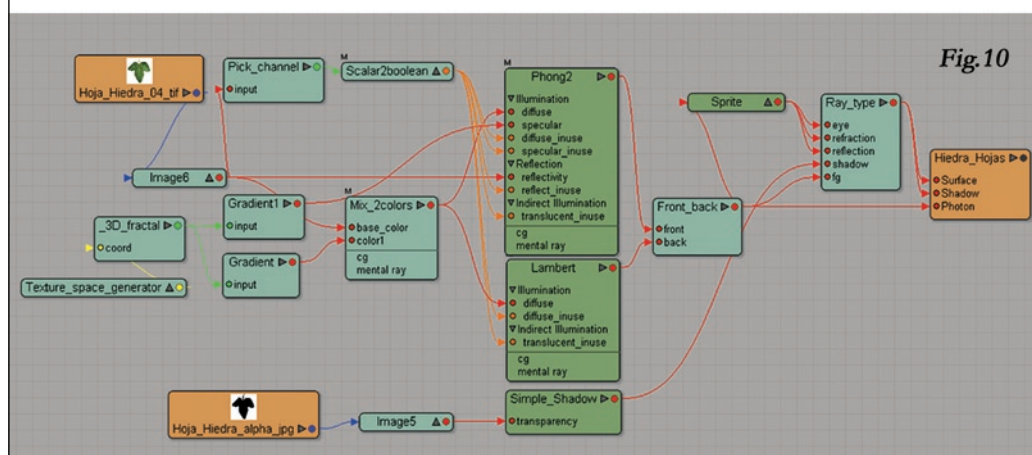 Fig.10
Hoja_Hiedra_04_tif
Pick_channel
input
M
Scalar2boolean
Image6
_3D_fractal
coord
Texture_space_generator
Gradient1
input
Gradient
input
M
Mix_2colors
base_color
color1
cg
mental ray
M
Phong2
Illumination
diffuse
specular
diffuse_inuse
specular_inuse
Reflection
reflectivity
reflect_inuse
Indirect Illumination
translucent_inuse
cg
mental ray
Lambert
Illumination
diffuse
diffuse_inuse
Indirect Illumination
translucent_inuse
cg
mental ray
Hoja_Hiedra_alpha_jpg
Image5
Simple_Shadow
transparency
Front_back
front
back
Sprite
Ray_type
eye
refraction
reflection
shadow
fg
Hiedra_Hojas
Surface
Shadow
Photon